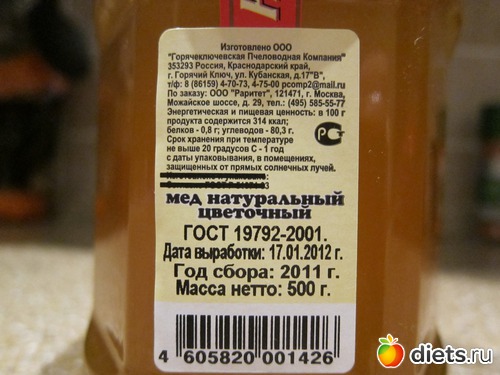 Изготовлено ООО
"Горячеключевская Пчеловодная Компания"
353293 Россия, Краснодарский край,
г. Горячий Ключ, ул. Кубанская, д.17"В",
т/ф: 8 (86159) 4-70-73, 4-75-00 pcomp2@mail.ru
По заказу: ООО "Раритет", 121471, г. Москва,
Можайское шоссе, д. 29, тел.: (495) 585-55-77
Энергетическая и пищевая ценность: в 100 г
продукта содержится 314 ккал;
белков - 0,8 г; углеводов - 80,3 г.
Срок хранения при температуре
не выше 20 градусов С - 1 год
с даты упаковывания, в помещениях,
защищенных от прямых солнечных лучей.
мед натуральный
цветочный
ГОСТ 19792-2001.
Дата выработки: 17.01.2012 г.
Год сбора: 2011 г.
Масса нетто: 500 г.
4 605820 001426
diets.ru